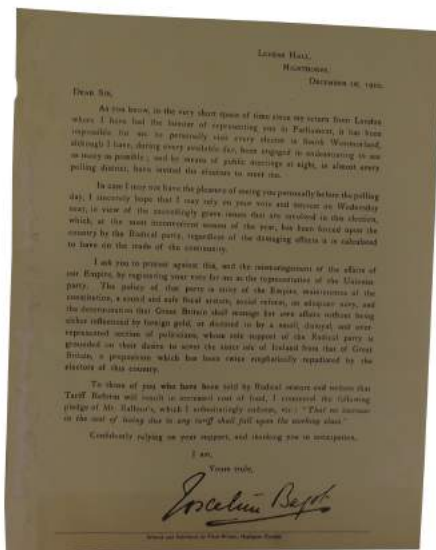 LEVENS HALL,
MILNTHORPE,
DECEMBER 10, 1910.
DEAR SIR,
As you know, in the very short space of time since my return from London
where I have had the honour of representing you in Parliament, it has been
impossible for me to personally visit every elector in South Westmorland,
although I have, during every available day, been engaged in endeavouring to see
as many as possible; and by means of public meetings at night, in almost every
polling district, have invited the electors to meet me.
In case I may not have the pleasure of seeing you personally before the polling
day, I sincerely hope that I may rely on your vote and interest on Wednesday
next, in view of the exceedingly grave issues that are involved in this election,
which, at the most inconvenient season of the year, has been forced upon the
country by the Radical party, regardless of the damaging effects it is calculated
to have on the trade of the community.
I ask you to protest against this, and the mismanagement of the affairs of
our Empire, by registering your vote for me as the representative of the Unionist
party. The policy of that party is unity of the Empire, maintenance of the
constitution, a sound and safe fiscal system, social reform, an adequate navy, and
the determination that Great Britain shall manage her own affairs without being
either influenced by foreign gold, or dictated to by a small, disloyal, and over-
represented section of politicians, whose sole support of the Radical party is
grounded on their desire to sever the sister isle of Ireland from that of Great
Britain, a proposition which has been twice emphatically repudiated by the
electors of this country.
To those of you who have been told by Radical orators and writers that
Tariff Reform will result in increased cost of food, I commend the following
pledge of Mr. Balfour's, which I unhesitatingly endorse, viz: "That no increase
in the cost of living due to any tariff shall fall upon the working class."
Confidently relying on your support, and thanking you in anticipation,
I am,
Yours truly,
Josceline Bagot
Printed and Published by